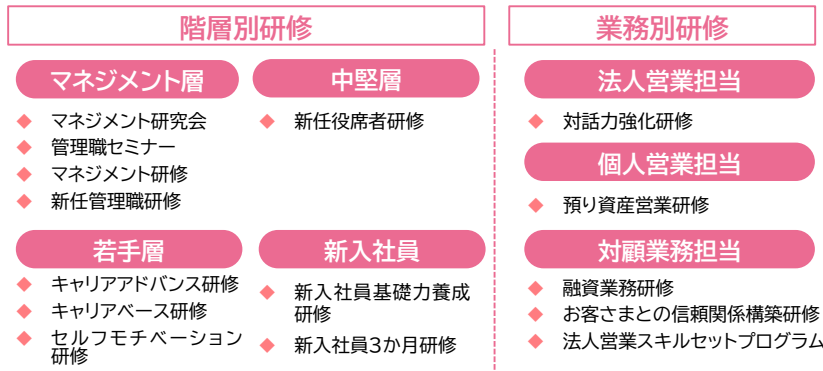 階層別研修
マネジメント層
マネジメント研究会
管理職セミナー
マネジメント研修
新任管理職研修
中堅層
新任役席者研修
若手層
キャリアアドバンス研修
キャリアベース研修
セルフモチベーション
研修
新入社員
新入社員基礎力養成
研修
新入社員3か月研修
業務別研修
法人営業担当
対話力強化研修
個人営業担当
預り資産営業研修
対顧業務担当
融資業務研修
お客さまとの信頼関係構築研修
法人営業スキルセットプログラム